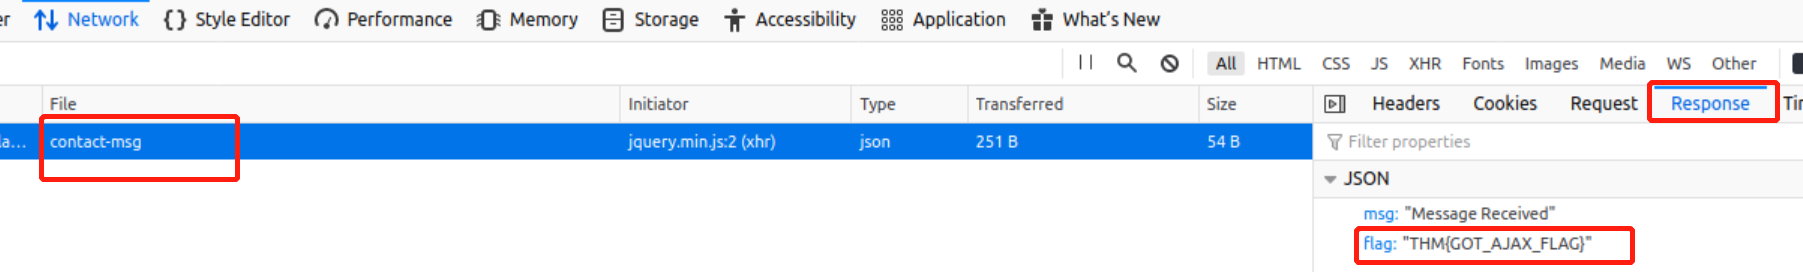 er Network {} Style Editor Performance Memory Storage Accessibility Application What's New
All HTML CSS JS XHR Fonts Images Media WS Other
File Initiator Type Transferred Size Headers Cookies Request Response Tir
la... contact-msg jquery.min.js:2 (xhr) json 251 B 54 B
Filter properties
JSON
msg: "Message Received"
flag: "THM{GOT_AJAX_FLAG}"